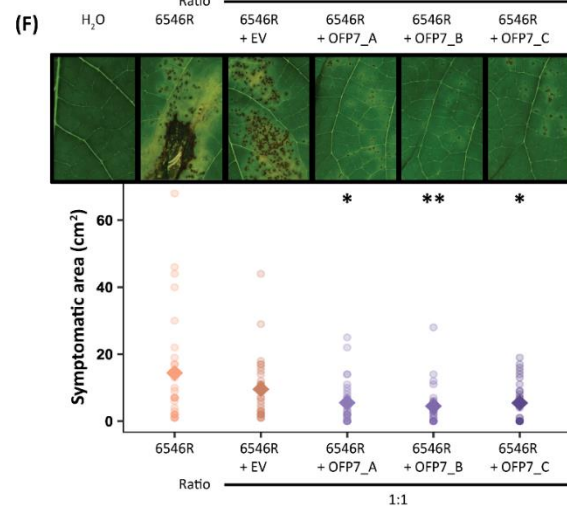 Ratio
(F)
H₂O 6546R 6546R 6546R 6546R 6546R
+ EV + OFP7_A + OFP7_B + OFP7_C
* ** *
Symptomatic area (cm²)
60
40
20
0
6546R 6546R 6546R 6546R 6546R
+ EV + OFP7_A + OFP7_B + OFP7_C
Ratio
1:1